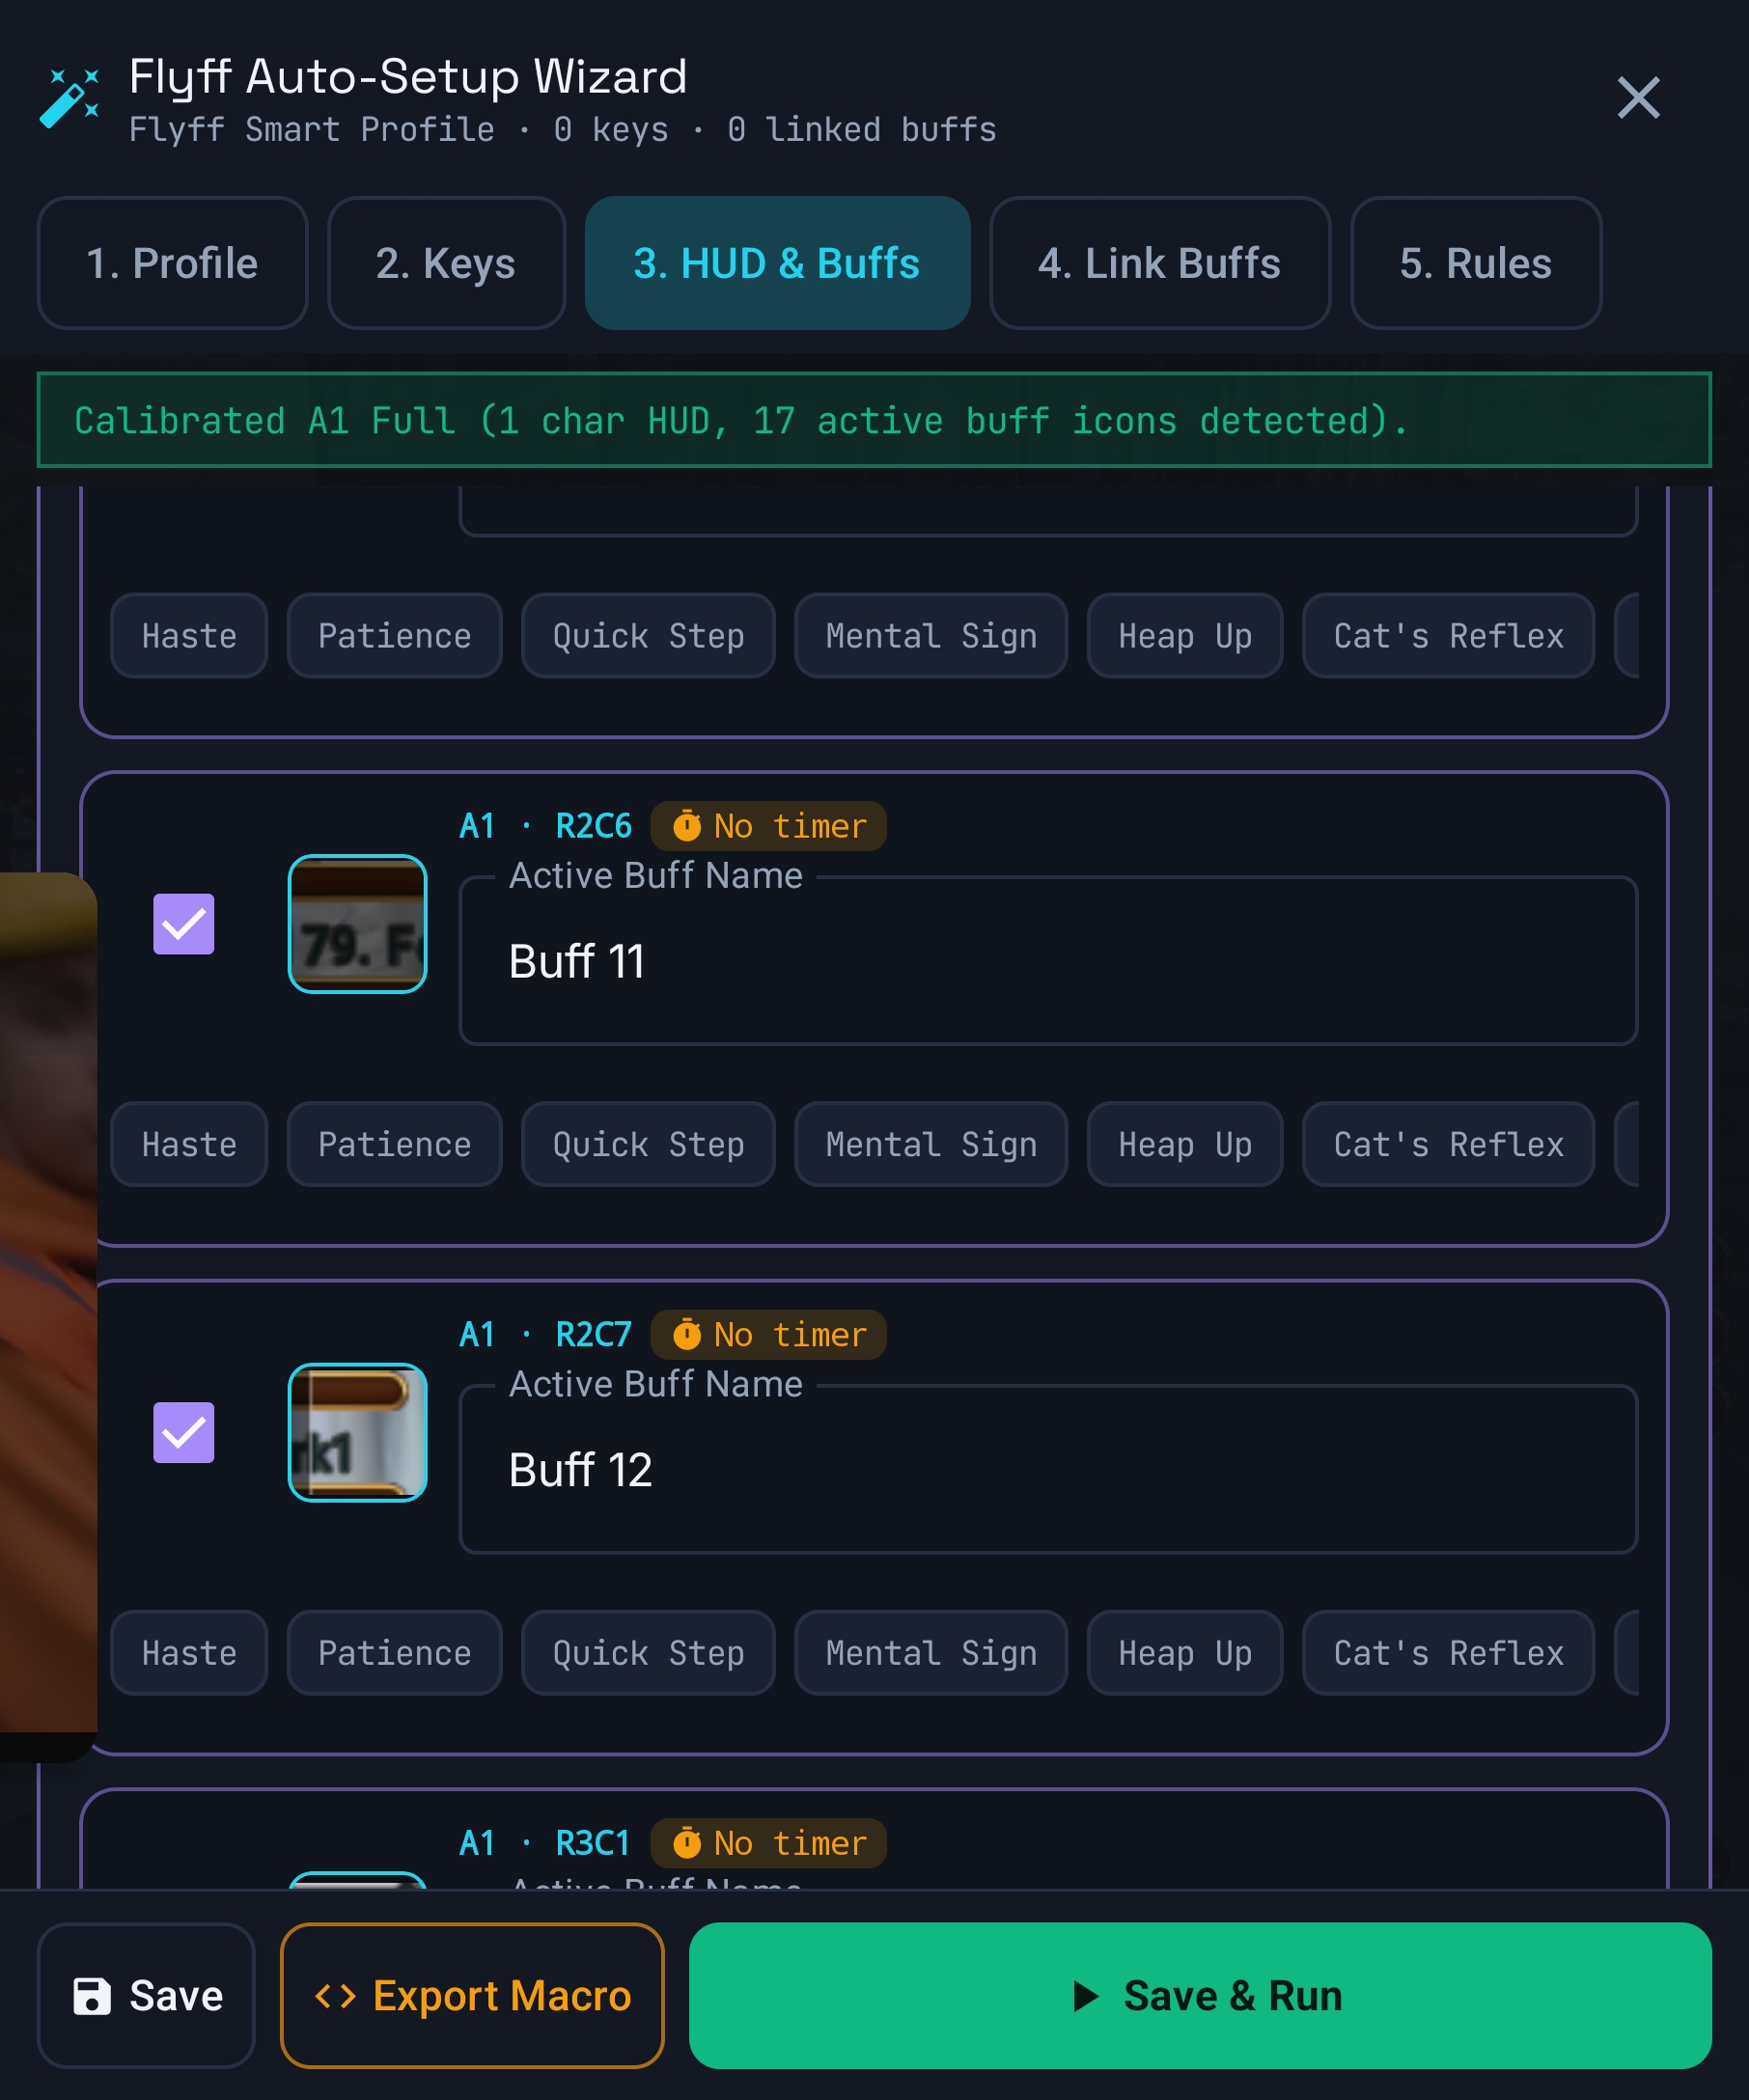 Flyff Auto-Setup Wizard
Flyff Smart Profile · 0 keys · 0 linked buffs
1. Profile
2. Keys
3. HUD & Buffs
4. Link Buffs
5. Rules
Calibrated A1 Full (1 char HUD, 17 active buff icons detected).
Haste
Patience
Quick Step
Mental Sign
Heap Up
Cat's Reflex
A1 · R2C6
No timer
Active Buff Name
79. F
Buff 11
Haste
Patience
Quick Step
Mental Sign
Heap Up
Cat's Reflex
A1 · R2C7
No timer
Active Buff Name
rk1
Buff 12
Haste
Patience
Quick Step
Mental Sign
Heap Up
Cat's Reflex
A1 · R3C1
No timer
Active Buff Name
Save
<> Export Macro
Save & Run